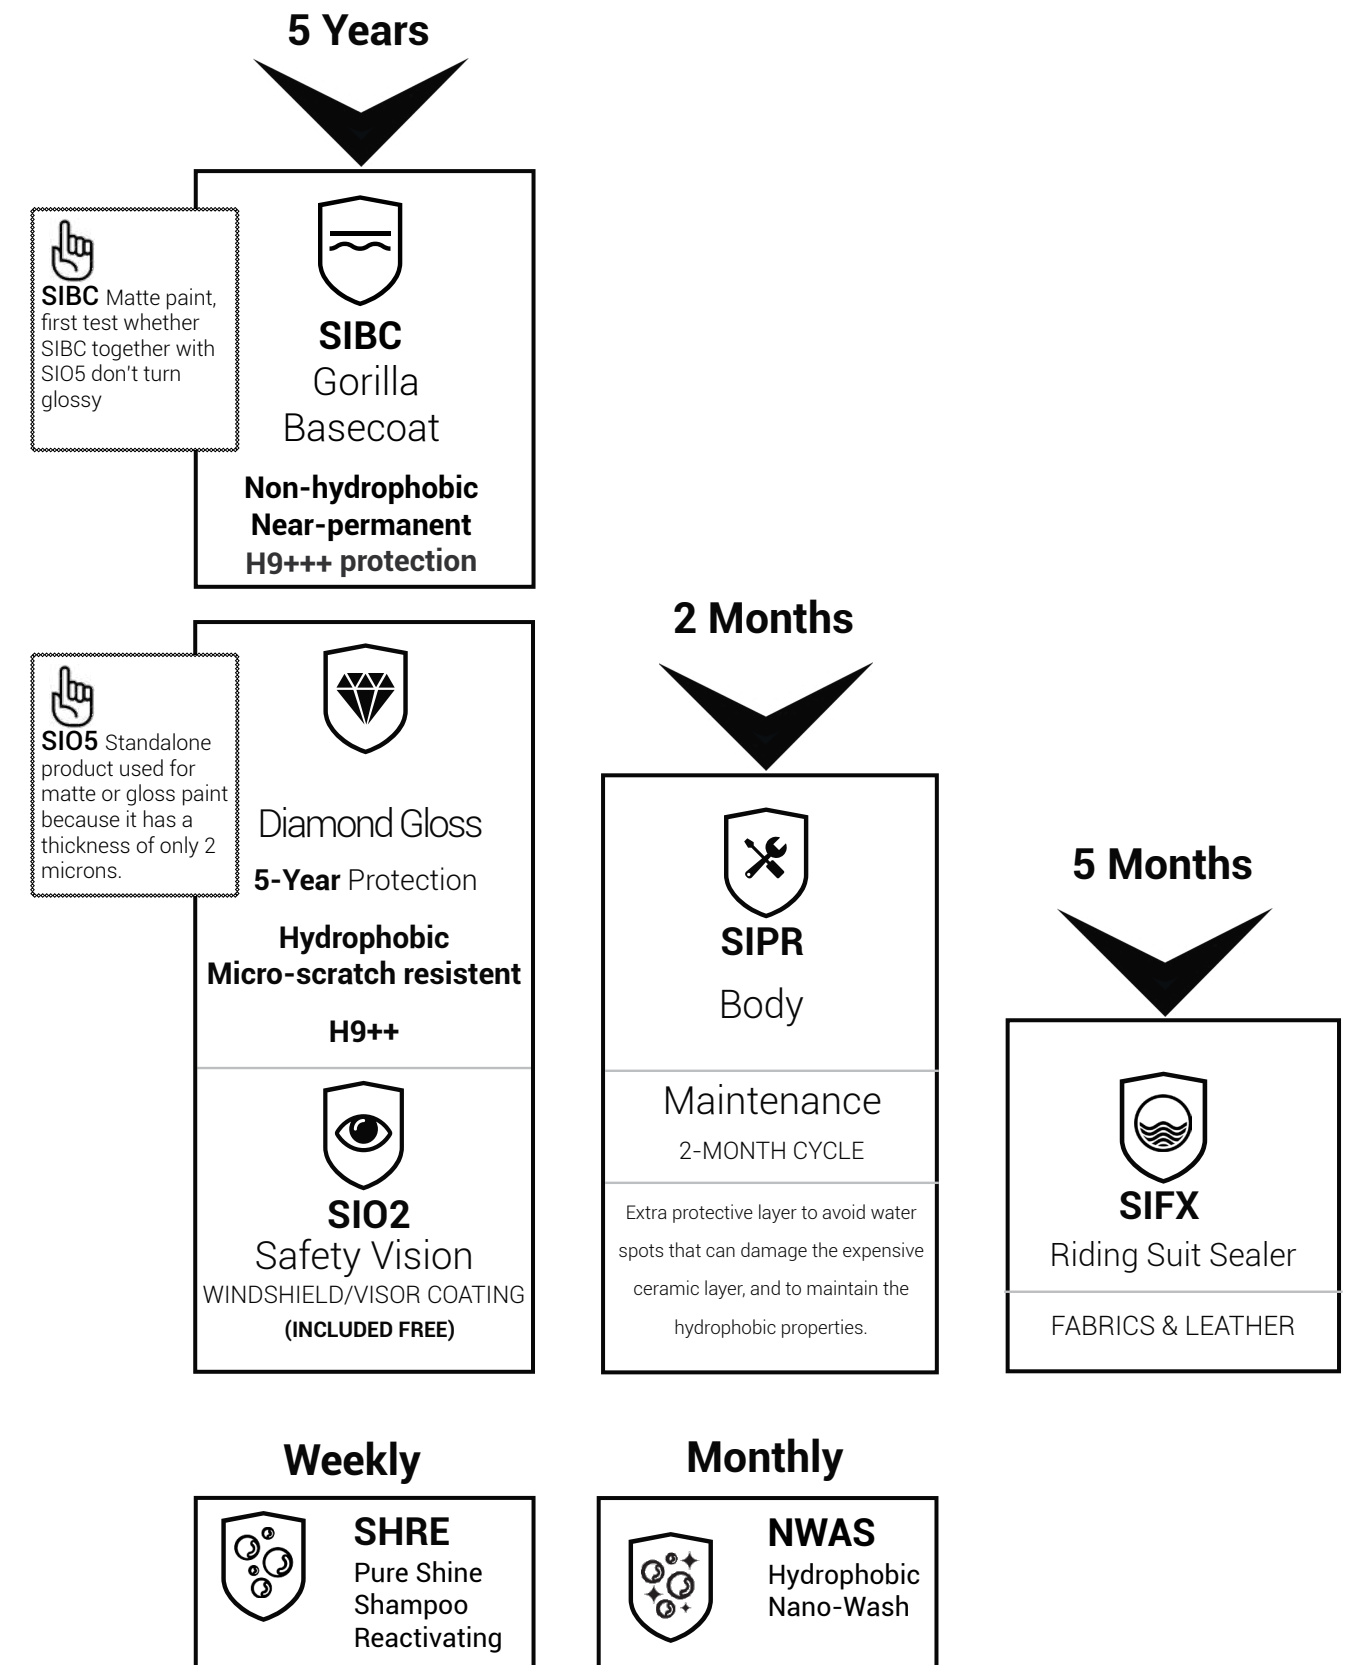 5 Years
SIBC Matte paint,
first test whether
SIBC together with
SIO5 don't turn
glossy
SIBC
Gorilla
Basecoat
Non-hydrophobic
Near-permanent
H9+++ protection
SIO5 Standalone
product used for
matte or gloss paint
because it has a
thickness of only 2
microns.
Diamond Gloss
5-Year Protection
Hydrophobic
Micro-scratch resistent
H9++
SIO2
Safety Vision
WINDSHIELD/VISOR COATING
(INCLUDED FREE)
2 Months
SIPR
Body
Maintenance
2-MONTH CYCLE
Extra protective layer to avoid water
spots that can damage the expensive
ceramic layer, and to maintain the
hydrophobic properties.
5 Months
SIFX
Riding Suit Sealer
FABRICS & LEATHER
Weekly
SHRE
Pure Shine
Shampoo
Reactivating
Monthly
NWAS
Hydrophobic
Nano-Wash